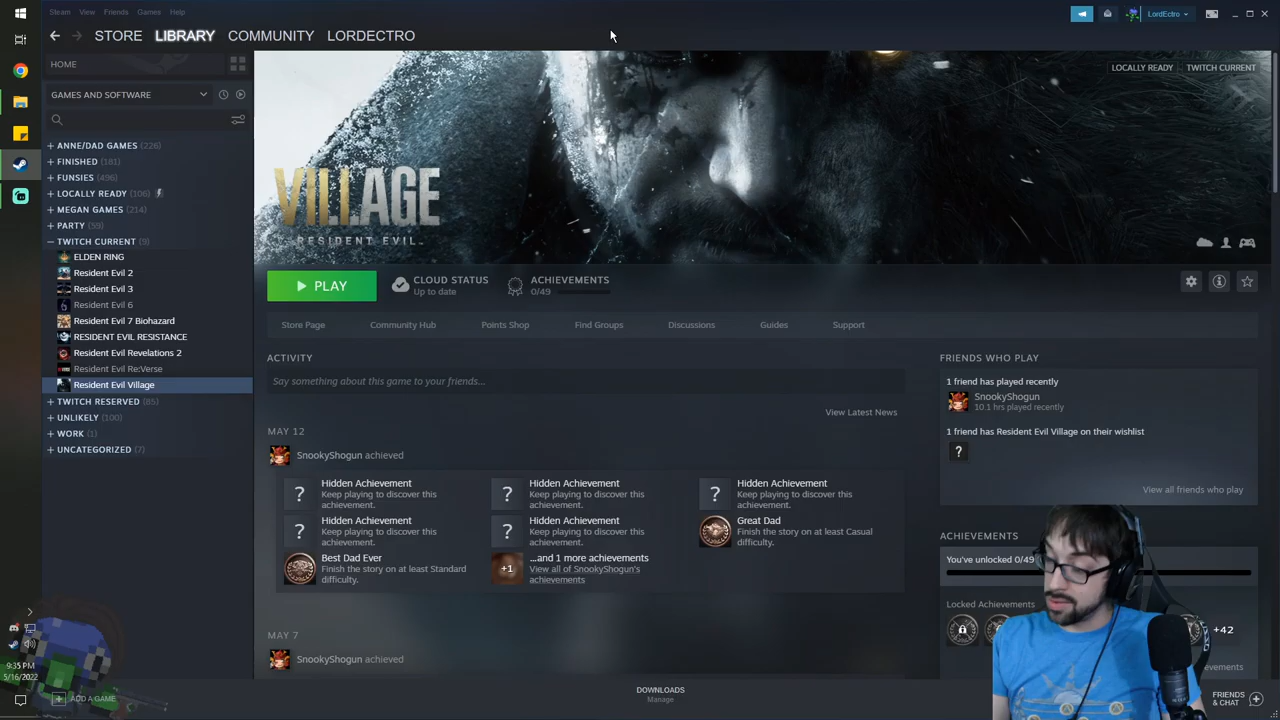 Steam View Friends Games Help
LordEctro
STORE LIBRARY COMMUNITY LORDECTRO
HOME
GAMES AND SOFTWARE
ANNE/DAD GAMES (226)
FINISHED (181)
FUNSIES (496)
LOCALLY READY (106)
MEGAN GAMES (214)
PARTY (59)
TWITCH CURRENT (9)
ELDEN RING
Resident Evil 2
Resident Evil 3
Resident Evil 6
Resident Evil 7 Biohazard
RESIDENT EVIL RESISTANCE
Resident Evil Revelations 2
Resident Evil Re:Verse
Resident Evil Village
TWITCH RESERVED (85)
UNLIKELY (100)
WORK (1)
UNCATEGORIZED (7)
9:35 PM
5/16/2022
ADD A GAME
LOCALLY READY TWITCH CURRENT
VILLAGE
RESIDENT EVIL
PLAY
CLOUD STATUS
Up to date
ACHIEVEMENTS
0/49
Store Page Community Hub Points Shop Find Groups Discussions Guides Support
ACTIVITY
Say something about this game to your friends...
View Latest News
MAY 12
SnookyShogun achieved
Hidden Achievement
Keep playing to discover this
achievement.
Hidden Achievement
Keep playing to discover this
achievement.
Hidden Achievement
Keep playing to discover this
achievement.
Hidden Achievement
Keep playing to discover this
achievement.
Hidden Achievement
Keep playing to discover this
achievement.
Great Dad
Finish the story on at least Casual
difficulty.
Best Dad Ever
Finish the story on at least Standard
difficulty.
+1
...and 1 more achievements
View all of SnookyShogun's
achievements
MAY 7
SnookyShogun achieved
FRIENDS WHO PLAY
1 friend has played recently
SnookyShogun
10.1 hrs played recently
1 friend has Resident Evil Village on their wishlist
?
View all friends who play
ACHIEVEMENTS
You've unlocked 0/49
Locked Achievements
+42
DOWNLOADS
Manage
FRIENDS
& CHAT